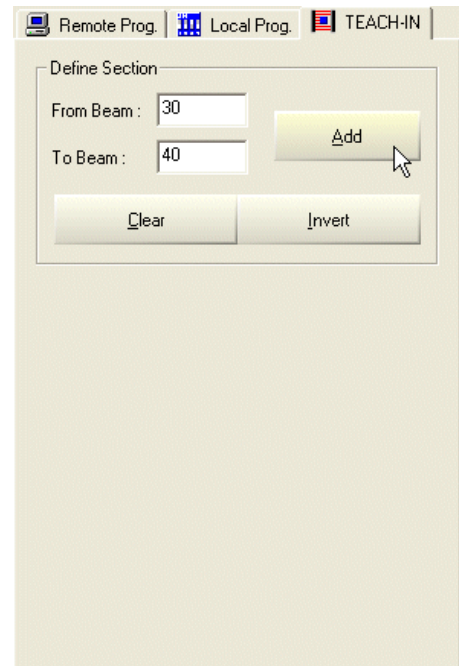 Remote Prog. Local Prog. TEACH-IN
Define Section
From Beam : 30
Add
To Beam : 40
Clear Invert